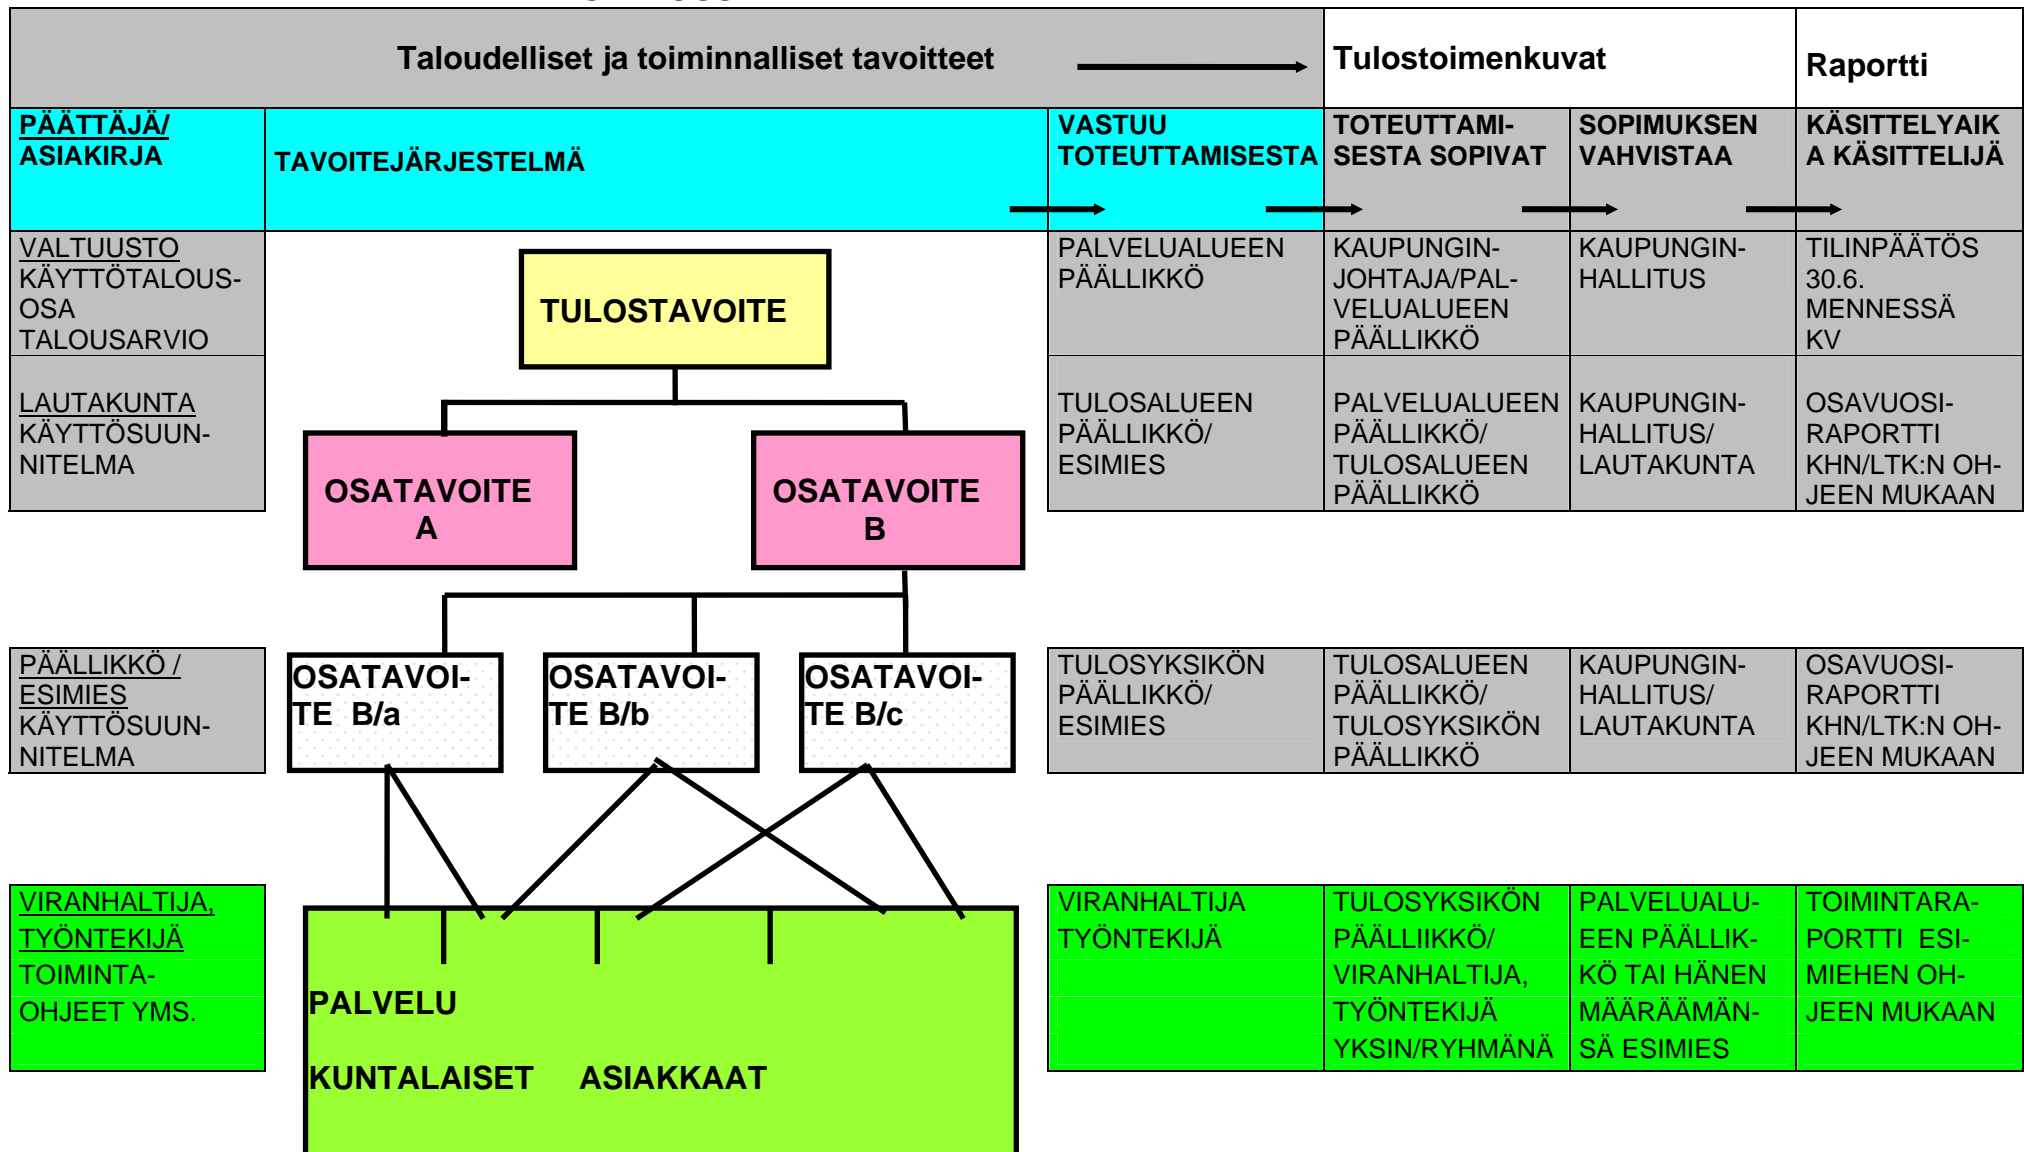 Taloudelliset ja toiminnalliset tavoitteet
Tulostoimenkuvat
Raportti
PÄÄTTÄJÄ/
ASIAKIRJA
TAVOITEJÄRJESTELMÄ
VASTUU
TOTEUTTAMISESTA
TOTEUTTAMI-
SESTA SOPIVAT
SOPIMUKSEN
VAHVISTAA
KÄSITTELYAIK
A KÄSITTELIJÄ
VALTUUSTO
KÄYTTÖTALOUS-
OSA
TALOUSARVIO
TULOSTAVOITE
PALVELUALUEEN
PÄÄLLIKKÖ
KAUPUNGIN-
JOHTAJA/PAL-
VELUALUEEN
PÄÄLLIKKÖ
KAUPUNGIN-
HALLITUS
TILINPÄÄTÖS
30.6.
MENNESSÄ
KV
LAUTAKUNTA
KÄYTTÖSUUN-
NITELMA
OSATAVOITE
A
OSATAVOITE
B
TULOSALUEEN
PÄÄLLIKKÖ/
ESIMIES
PALVELUALUEEN
PÄÄLLIKKÖ/
TULOSALUEEN
PÄÄLLIKKÖ
KAUPUNGIN-
HALLITUS/
LAUTAKUNTA
OSAVUOSI-
RAPORTTI
KHN/LTK:N OH-
JEEN MUKAAN
PÄÄLLIKKÖ /
ESIMIES
KÄYTTÖSUUN-
NITELMA
OSATAVOI-
TE B/a
OSATAVOI-
TE B/b
OSATAVOI-
TE B/c
TULOSYKSIKÖN
PÄÄLLIKKÖ/
ESIMIES
TULOSALUEEN
PÄÄLLIKKÖ/
TULOSYKSIKÖN
PÄÄLLIKKÖ
KAUPUNGIN-
HALLITUS/
LAUTAKUNTA
OSAVUOSI-
RAPORTTI
KHN/LTK:N OH-
JEEN MUKAAN
VIRANHALTIJA,
TYÖNTEKIJÄ
TOIMINTA-
OHJEET YMS.
PALVELU
KUNTALAISET ASIAKKAAT
VIRANHALTIJA
TYÖNTEKIJÄ
TULOSYKSIKÖN
PÄÄLLIIKKÖ/
VIRANHALTIJA,
TYÖNTEKIJÄ
YKSIN/RYHMÄNÄ
PALVELUALU-
EEN PÄÄLLIK-
KÖ TAI HÄNEN
MÄÄRÄÄMÄN-
SÄ ESIMIES
TOIMINTARA-
PORTTI ESI-
MIEHEN OH-
JEEN MUKAAN